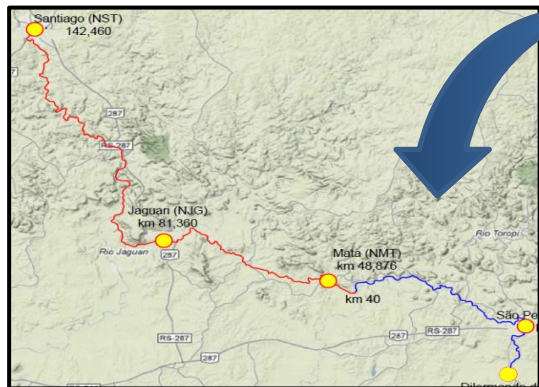 Santiago (NST)
142,460
287
RS-287
Jaguari (NJG)
km 81,360
Rio Jaguari
287
287
Mata (NMT)
km 48,876
km 40
Rio Toropi
São Pe
RS-287
RS-287
Dilermando d